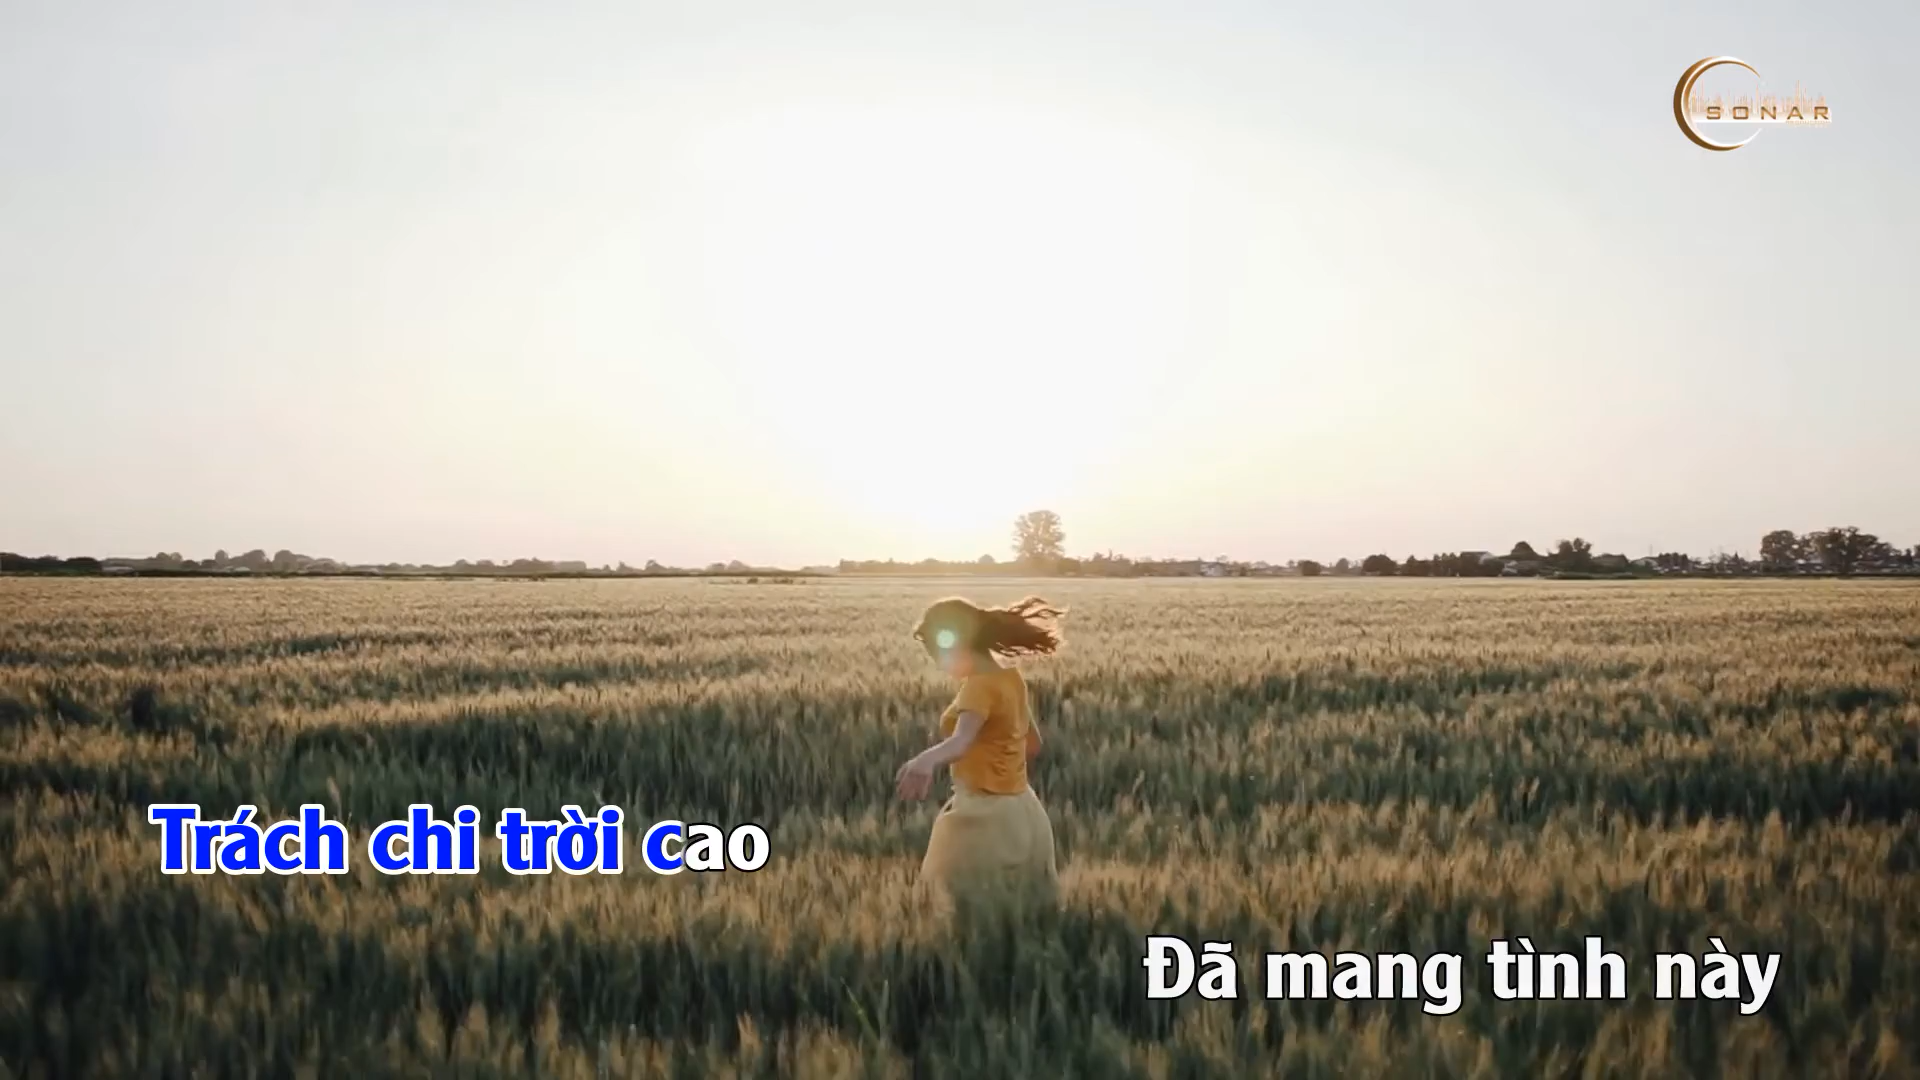 SONAR
Trách chi trời cao
Đã mang tình này